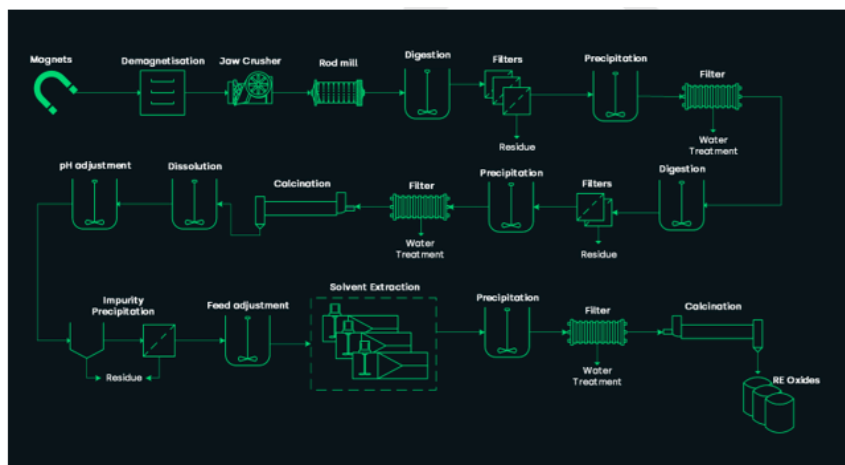 Magnets
Demagnetisation
Jaw Crusher
Rod mill
Digestion
Filters
Precipitation
Filter
Residue
Water
Treatment
pH adjustment
Dissolution
Calcination
Filter
Precipitation
Filters
Digestion
Water
Treatment
Residue
Impurity
Precipitation
Feed adjustment
Solvent Extraction
Precipitation
Filter
Calcination
Residue
Water
Treatment
RE Oxides